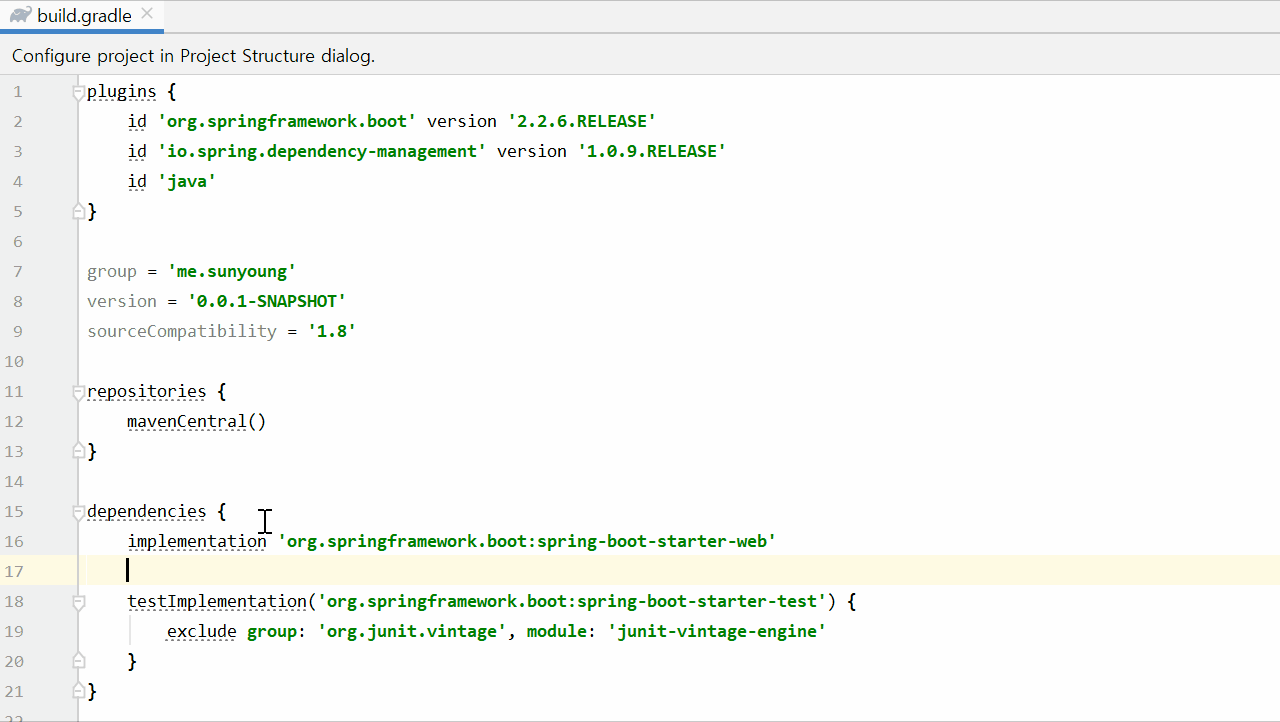 build.gradle
Configure project in Project Structure dialog.
1 plugins {
2 id 'org.springframework.boot' version '2.2.6.RELEASE'
3 id 'io.spring.dependency-management' version '1.0.9.RELEASE'
4 id 'java'
5 }
6
7 group = 'me.sunyoung'
8 version = '0.0.1-SNAPSHOT'
9 sourceCompatibility = '1.8'
10
11 repositories {
12 mavenCentral()
13 }
14
15 dependencies {
16 implementation 'org.springframework.boot:spring-boot-starter-web'
17
18 testImplementation('org.springframework.boot:spring-boot-starter-test') {
19 exclude group: 'org.junit.vintage', module: 'junit-vintage-engine'
20 }
21 }
22